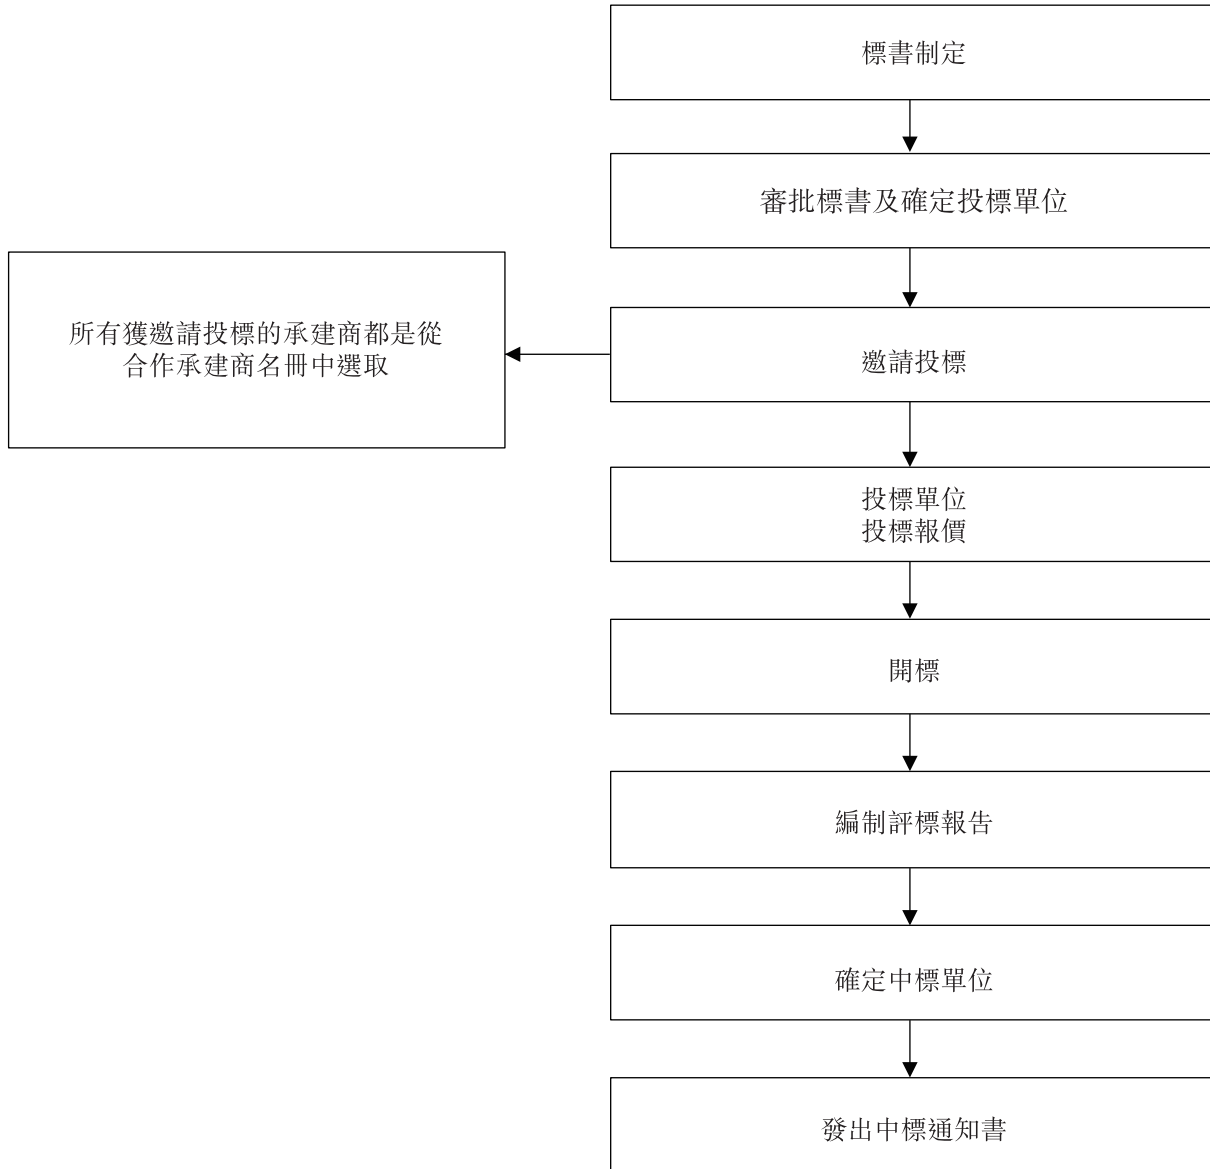 標書制定
審批標書及確定投標單位
所有獲邀請投標的承建商都是從
合作承建商名冊中選取
邀請投標
投標單位
投標報價
開標
編制評標報告
確定中標單位
發出中標通知書